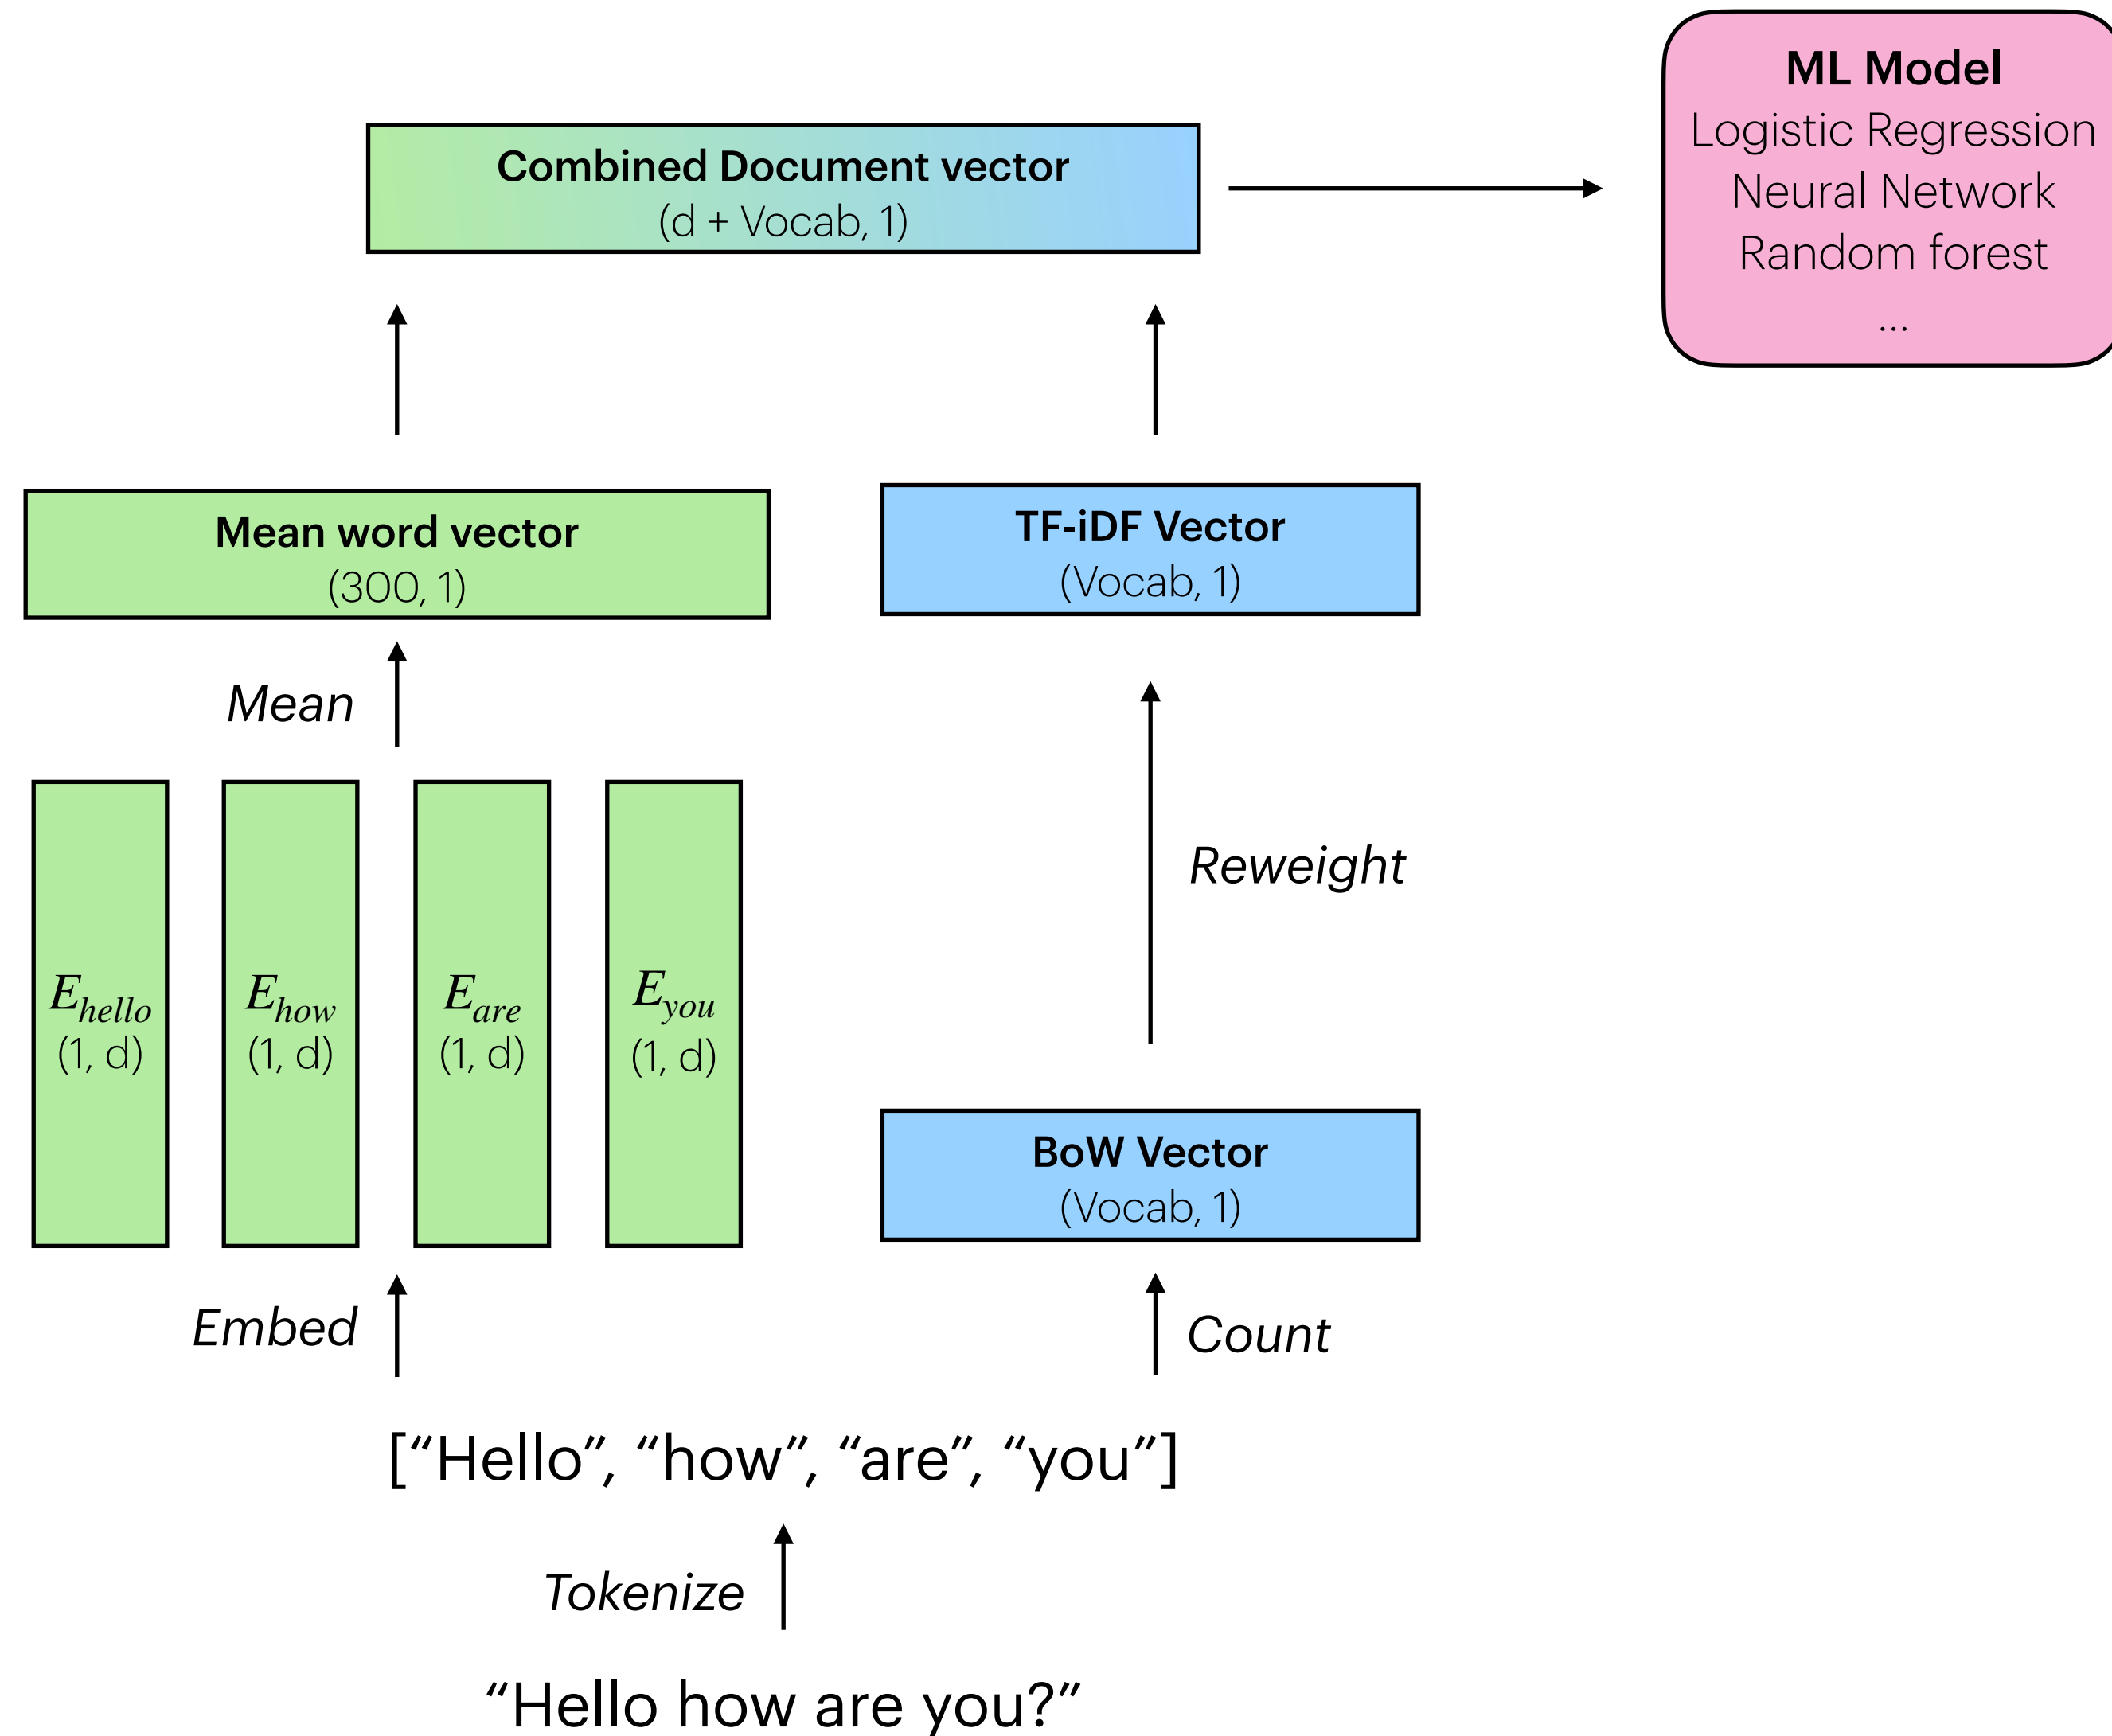 ML Model
Logistic Regression
Neural Network
Random forest
...
Combined Document vector
(d + Vocab, 1)
Mean word vector
(300, 1)
TF-iDF Vector
(Vocab, 1)
Mean
Reweight
E_hello
(1, d)
E_how
(1, d)
E_are
(1, d)
E_you
(1, d)
BoW Vector
(Vocab, 1)
Embed
Count
[“Hello”, “how”, “are”, “you”]
Tokenize
“Hello how are you?”